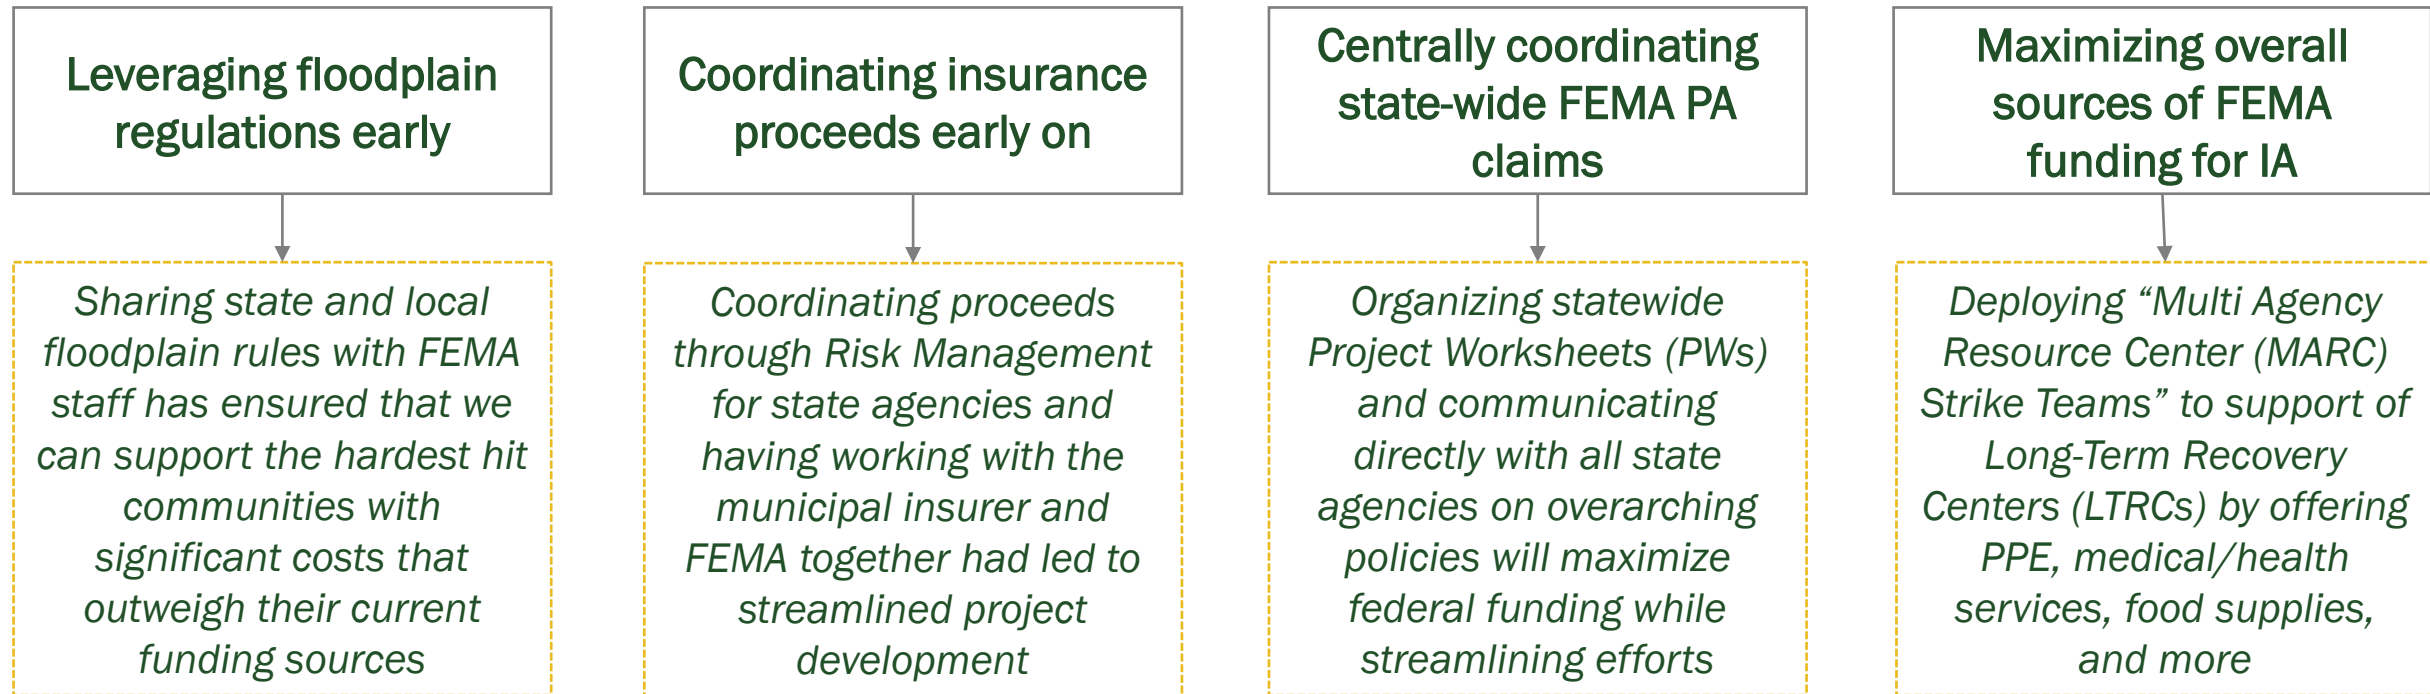 Leveraging floodplain
regulations early
Sharing state and local
floodplain rules with FEMA
staff has ensured that we
can support the hardest hit
communities with
significant costs that
outweigh their current
funding sources
Coordinating insurance
proceeds early on
Coordinating proceeds
through Risk Management
for state agencies and
having working with the
municipal insurer and
FEMA together had led to
streamlined project
development
Centrally coordinating
state-wide FEMA PA
claims
Organizing statewide
Project Worksheets (PWs)
and communicating
directly with all state
agencies on overarching
policies will maximize
federal funding while
streamlining efforts
Maximizing overall
sources of FEMA
funding for IA
Deploying “Multi Agency
Resource Center (MARC)
Strike Teams” to support of
Long-Term Recovery
Centers (LTRCs) by offering
PPE, medical/health
services, food supplies,
and more